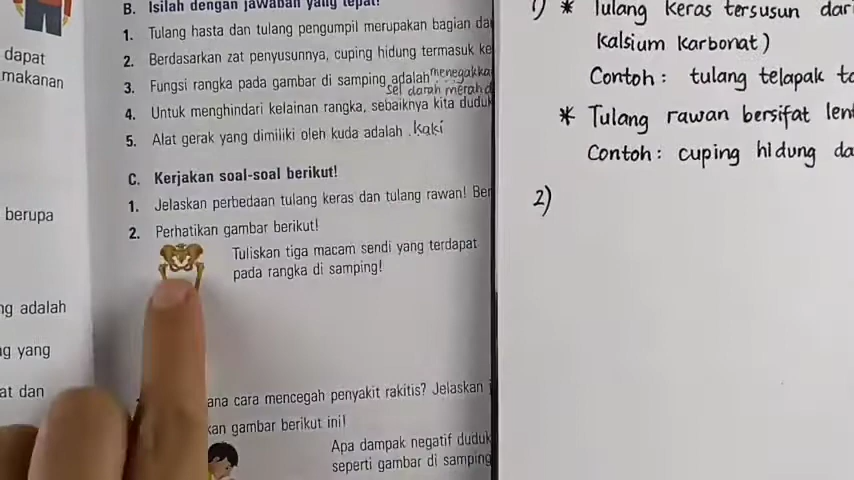 dapat
makanan
berupa
ng adalah
g yang
at dan
B. Isilah dengan jawaban yang tepat!
1. Tulang hasta dan tulang pengumpil merupakan bagian da
2. Berdasarkan zat penyusunnya, cuping hidung termasuk ke
3. Fungsi rangka pada gambar di samping adalah menegakka
sel darah merah d
4. Untuk menghindari kelainan rangka, sebaiknya kita duduk
5. Alat gerak yang dimiliki oleh kuda adalah . kaki
C. Kerjakan soal-soal berikut!
1. Jelaskan perbedaan tulang keras dan tulang rawan! Ber
2. Perhatikan gambar berikut!
Tuliskan tiga macam sendi yang terdapat
pada rangka di samping!
ana cara mencegah penyakit rakitis? Jelaskan
kan gambar berikut ini!
Apa dampak negatif duduk
seperti gambar di samping
1) * Tulang keras tersusun dari
kalsium karbonat)
Contoh : tulang telapak ta
* Tulang rawan bersifat lent
Contoh : cuping hidung da
2)